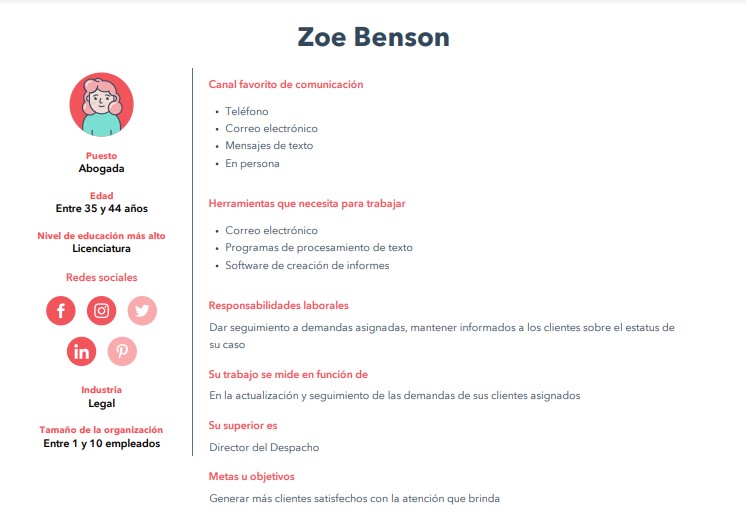 Zoe Benson
Puesto
Abogada
Edad
Entre 35 y 44 años
Nivel de educación más alto
Licenciatura
Redes sociales
Industria
Legal
Tamaño de la organización
Entre 1 y 10 empleados
Canal favorito de comunicación
• Teléfono
• Correo electrónico
• Mensajes de texto
• En persona
Herramientas que necesita para trabajar
• Correo electrónico
• Programas de procesamiento de texto
• Software de creación de informes
Responsabilidades laborales
Dar seguimiento a demandas asignadas, mantener informados a los clientes sobre el estatus de
su caso
Su trabajo se mide en función de
En la actualización y seguimiento de las demandas de sus clientes asignados
Su superior es
Director del Despacho
Metas u objetivos
Generar más clientes satisfechos con la atención que brinda